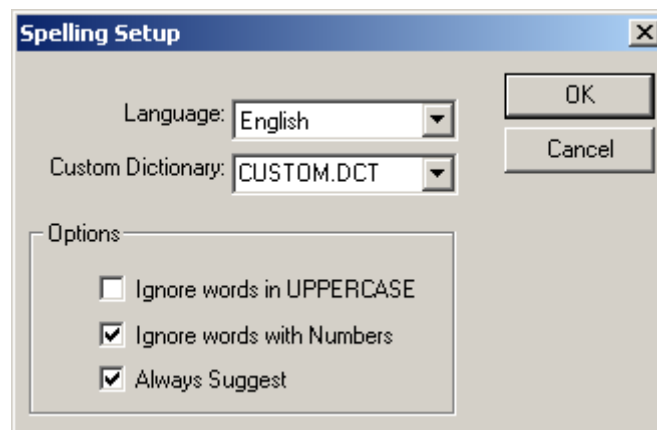 Spelling Setup
Language: English
OK
Custom Dictionary: CUSTOM.DCT
Cancel
Options
Ignore words in UPPERCASE
Ignore words with Numbers
Always Suggest